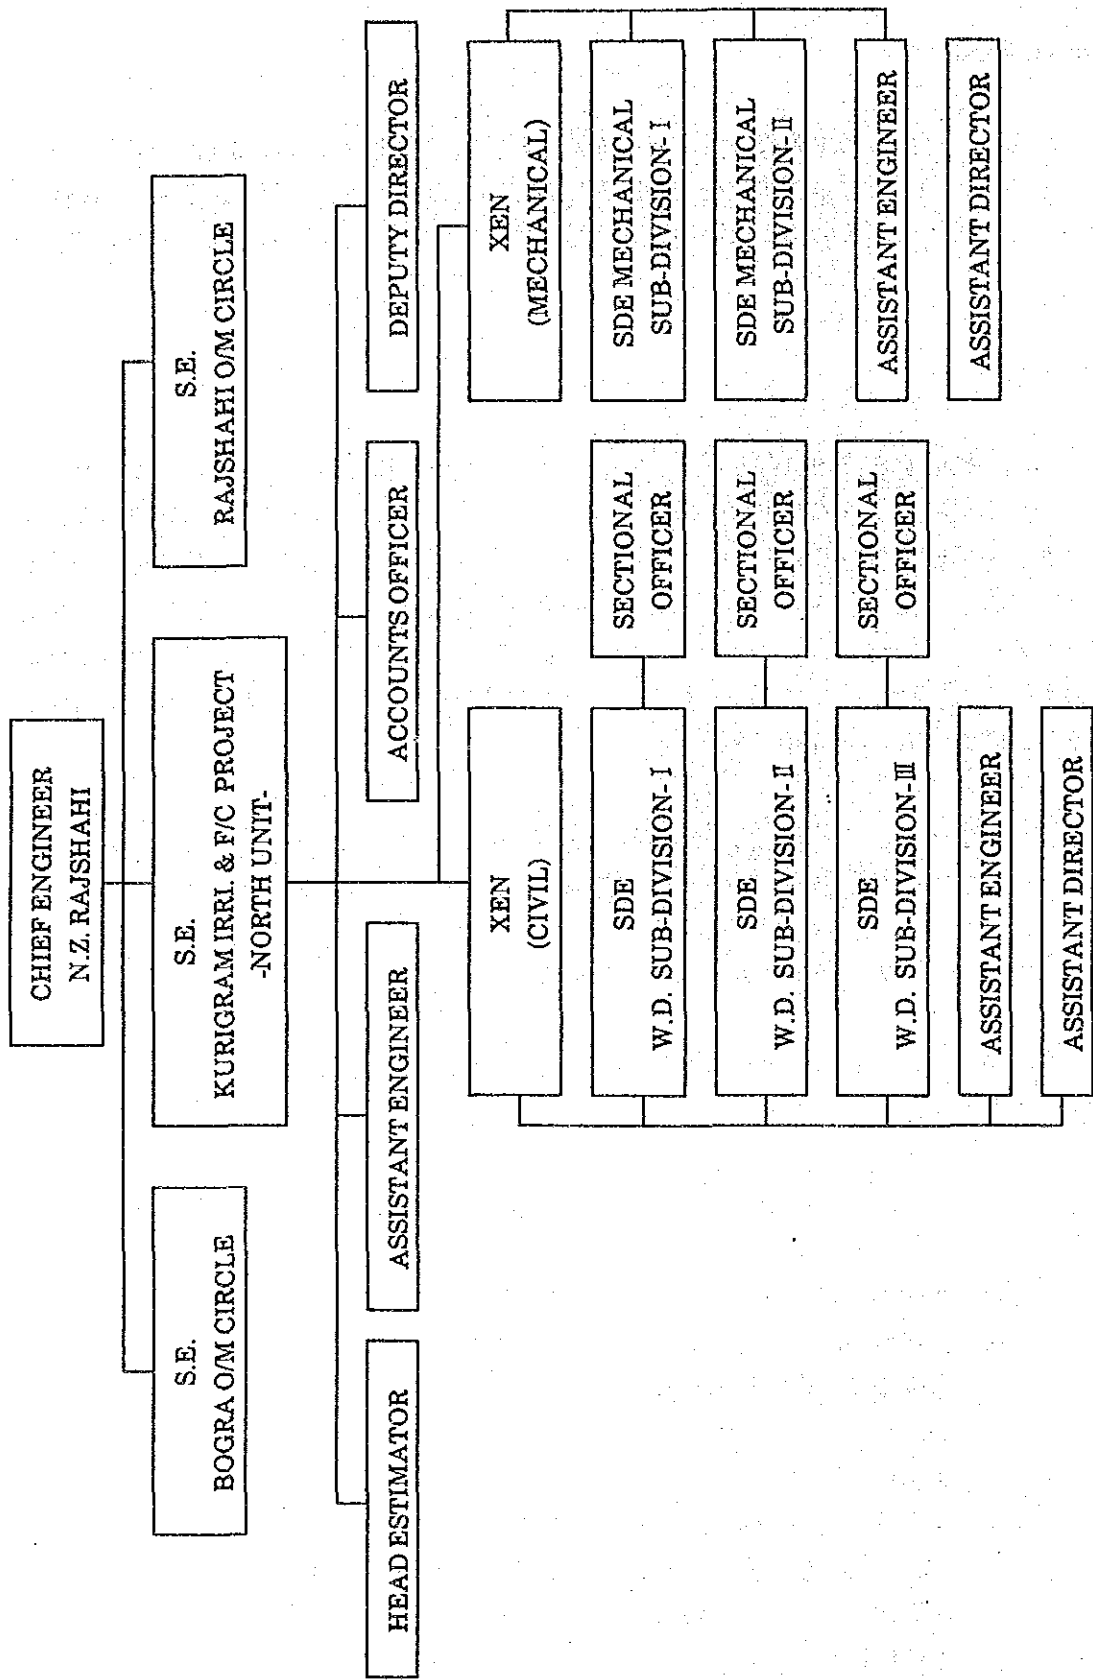 CHIEF ENGINEER
N.Z. RAJSHAHI
S.E.
BOGRA O/M CIRCLE
S.E.
KURIGRAM IRRI. & F/C PROJECT
-NORTH UNIT-
S.E.
RAJSHAHI O/M CIRCLE
HEAD ESTIMATOR
ASSISTANT ENGINEER
ACCOUNTS OFFICER
DEPUTY DIRECTOR
XEN
(CIVIL)
SDE
W.D. SUB-DIVISION-I
SECTIONAL
OFFICER
SDE
W.D. SUB-DIVISION-II
SECTIONAL
OFFICER
SDE
W.D. SUB-DIVISION-III
SECTIONAL
OFFICER
ASSISTANT ENGINEER
ASSISTANT DIRECTOR
XEN
(MECHANICAL)
SDE MECHANICAL
SUB-DIVISION-I
SDE MECHANICAL
SUB-DIVISION-II
ASSISTANT ENGINEER
ASSISTANT DIRECTOR